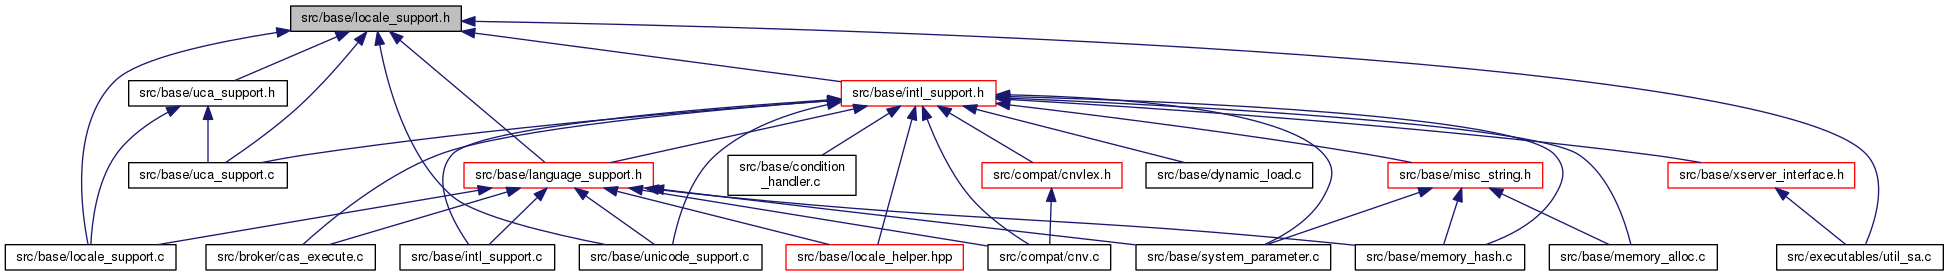 src/base/locale_support.h
src/base/uca_support.h
src/base/intl_support.h
src/base/uca_support.c
src/base/language_support.h
src/base/condition
_handler.c
src/compat/cnvlex.h
src/base/dynamic_load.c
src/base/misc_string.h
src/base/xserver_interface.h
src/base/locale_support.c
src/broker/cas_execute.c
src/base/intl_support.c
src/base/unicode_support.c
src/base/locale_helper.hpp
src/compat/cnv.c
src/base/system_parameter.c
src/base/memory_hash.c
src/base/memory_alloc.c
src/executables/util_sa.c